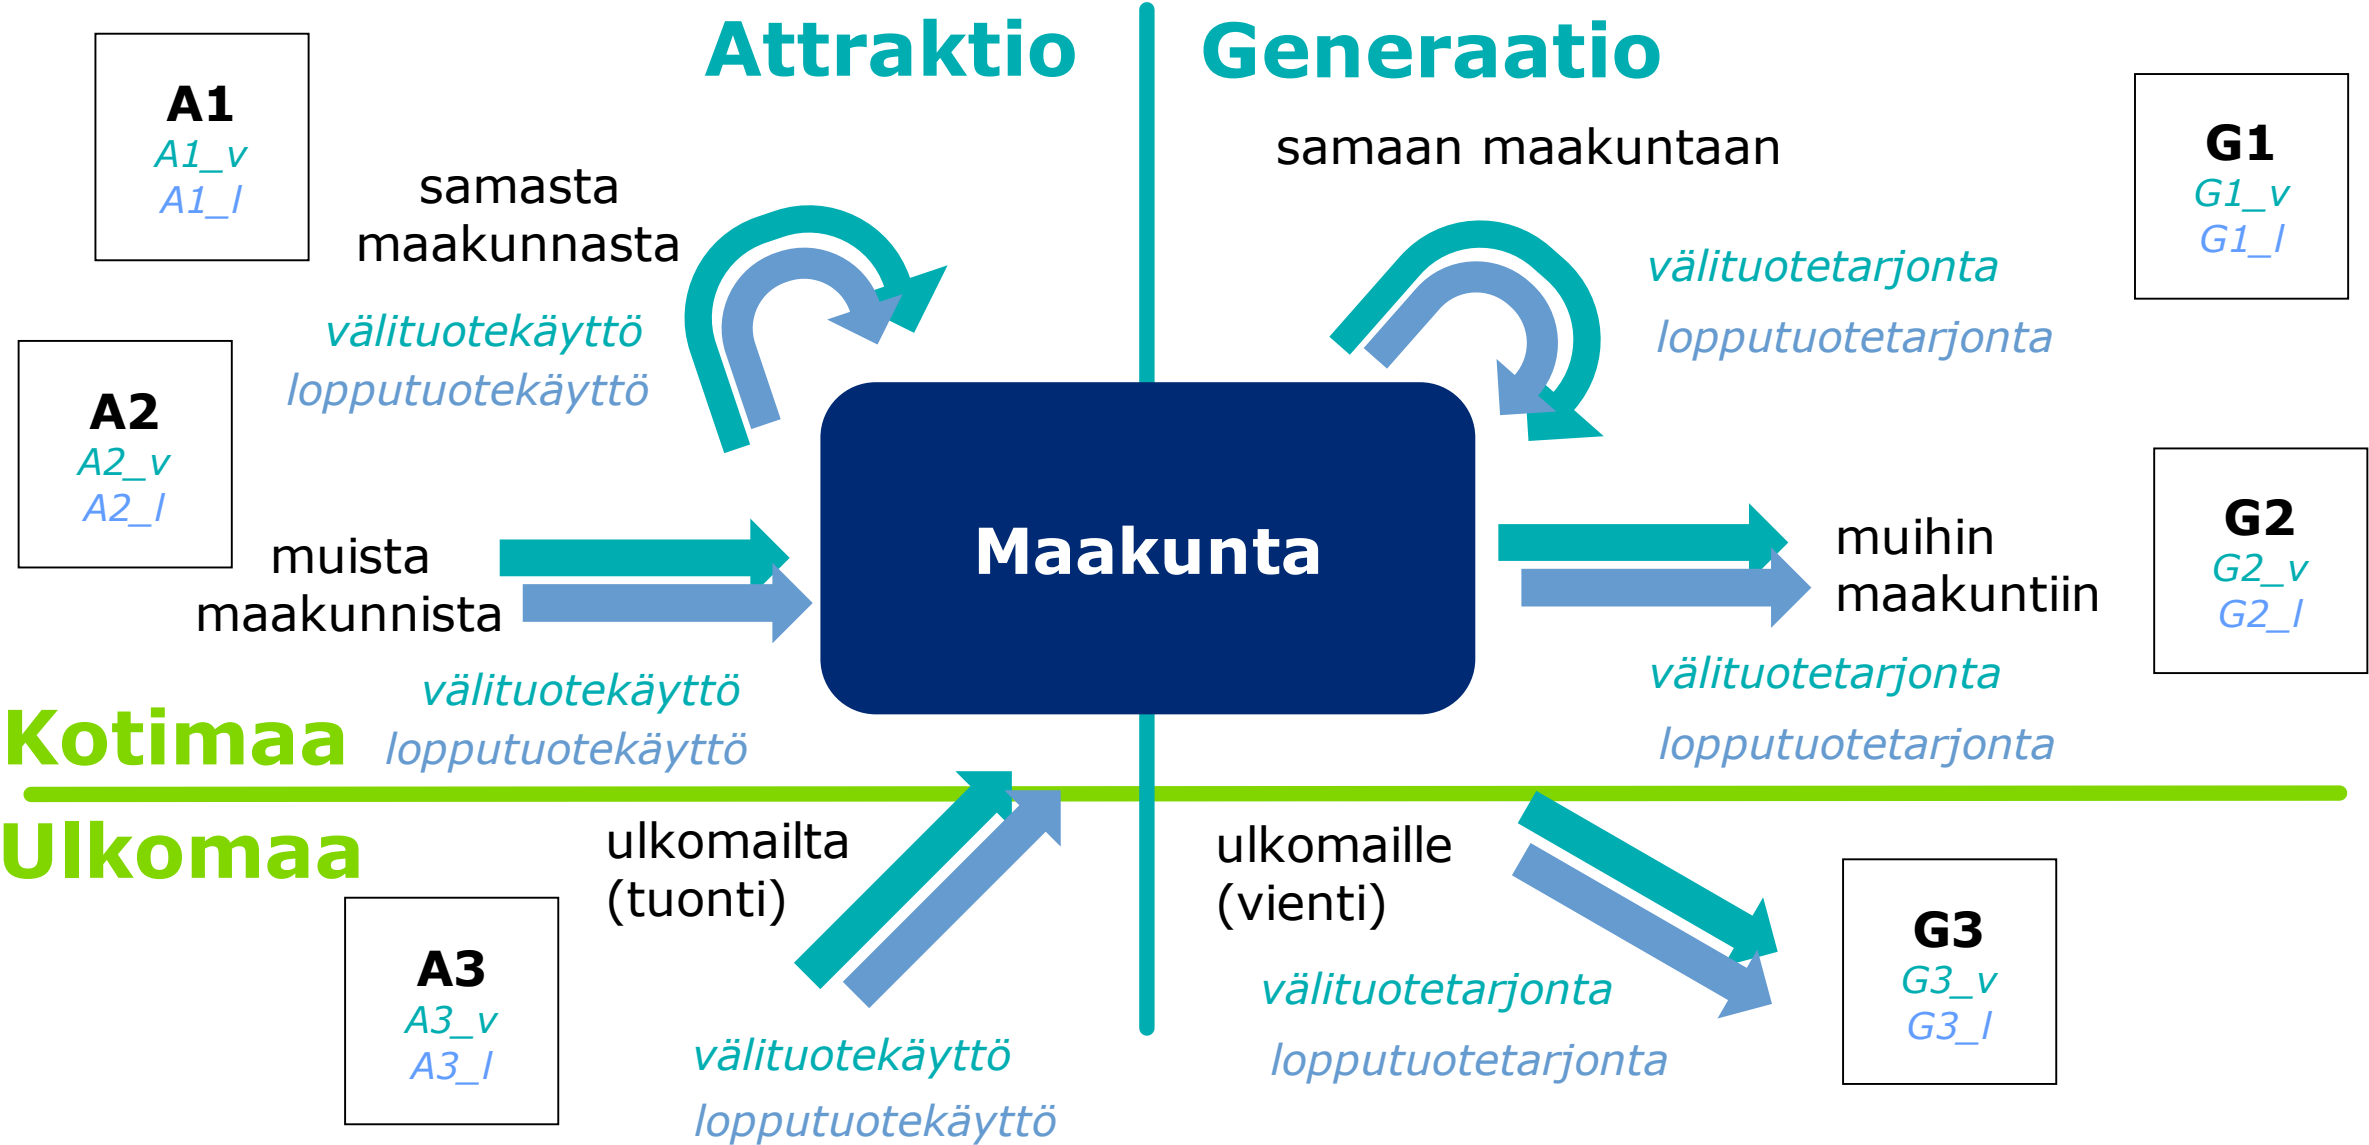 Attraktio
Generaatio
A1
A1_v
A1_l
samasta
maakunnasta
välituotekäyttö
lopputuotekäyttö
samaan maakuntaan
välituotetarjonta
lopputuotetarjonta
G1
G1_v
G1_l
A2
A2_v
A2_l
muista
maakunnista
välituotekäyttö
lopputuotekäyttö
Maakunta
muihin
maakuntiin
välituotetarjonta
lopputuotetarjonta
G2
G2_v
G2_l
Kotimaa
Ulkomaa
A3
A3_v
A3_l
ulkomailta
(tuonti)
välituotekäyttö
lopputuotekäyttö
ulkomaille
(vienti)
välituotetarjonta
lopputuotetarjonta
G3
G3_v
G3_l